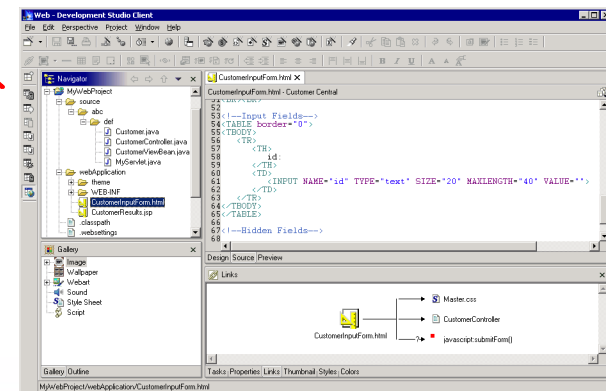 Web - Development Studio Client
File Edit Perspective Project Window Help
B I U A A
Navigator
MyWebProject
source
abc
def
Customer.java
CustomerController.java
CustomerViewBean.java
MyServlet.java
webApplication
theme
WEB-INF
CustomerInputForm.html
CustomerResults.jsp
.classpath
.websettings
Gallery
Image
Wallpaper
Webart
Sound
Style Sheet
Script
Gallery Outline
CustomerInputForm.html
CustomerInputForm.html - Customer Central
51<BR><BR>
52
53<!--Input Fields-->
54<TABLE border="0">
55<TBODY>
56 <TR>
57 <TH>
58 id:
59 </TH>
60 <TD>
61 <INPUT NAME="id" TYPE="text" SIZE="20" MAXLENGTH="40" VALUE="">
62 </TD>
63 </TR>
64</TBODY>
65</TABLE>
66
67<!--Hidden Fields-->
68
Design Source Preview
Links
Master.css
CustomerInputForm.html
CustomerController
?
javascript:submitForm()
Tasks Properties Links Thumbnail Styles Colors
MyWebProject/webApplication/CustomerInputForm.html